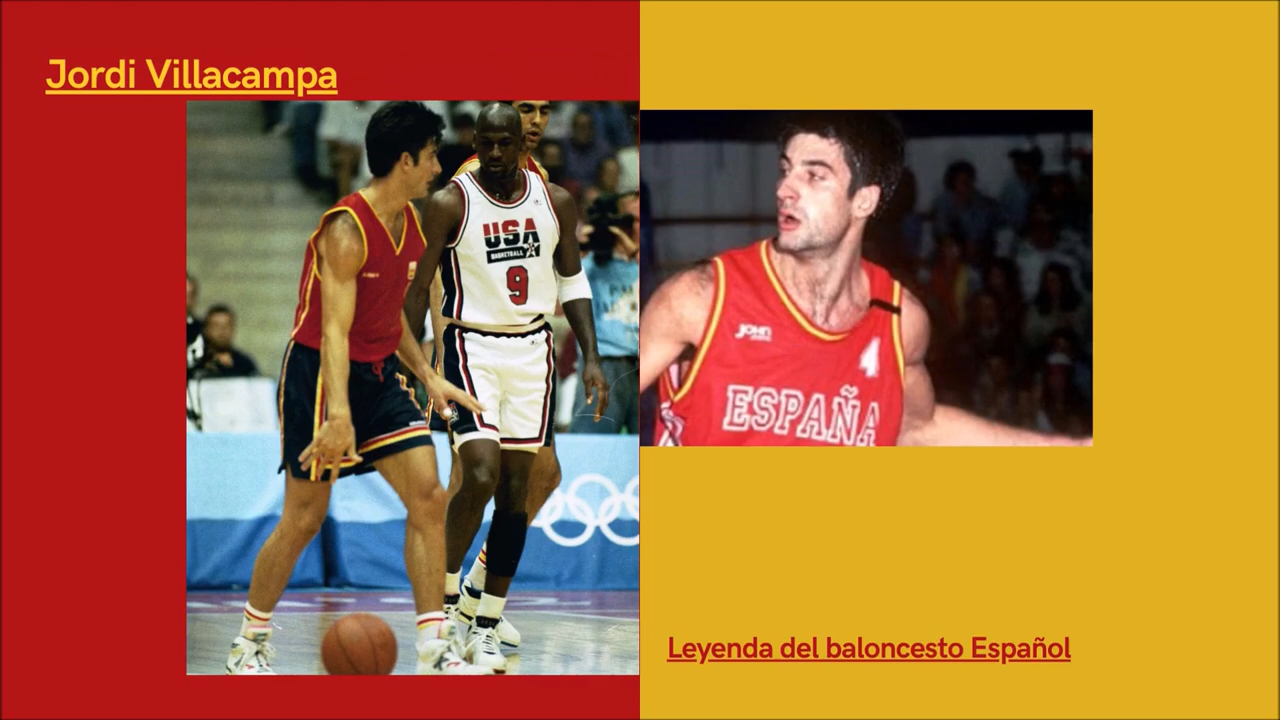 Jordi Villacampa
USA
BASKETBALL
9
JOHN
4
ESPAÑA
Leyenda del baloncesto Español